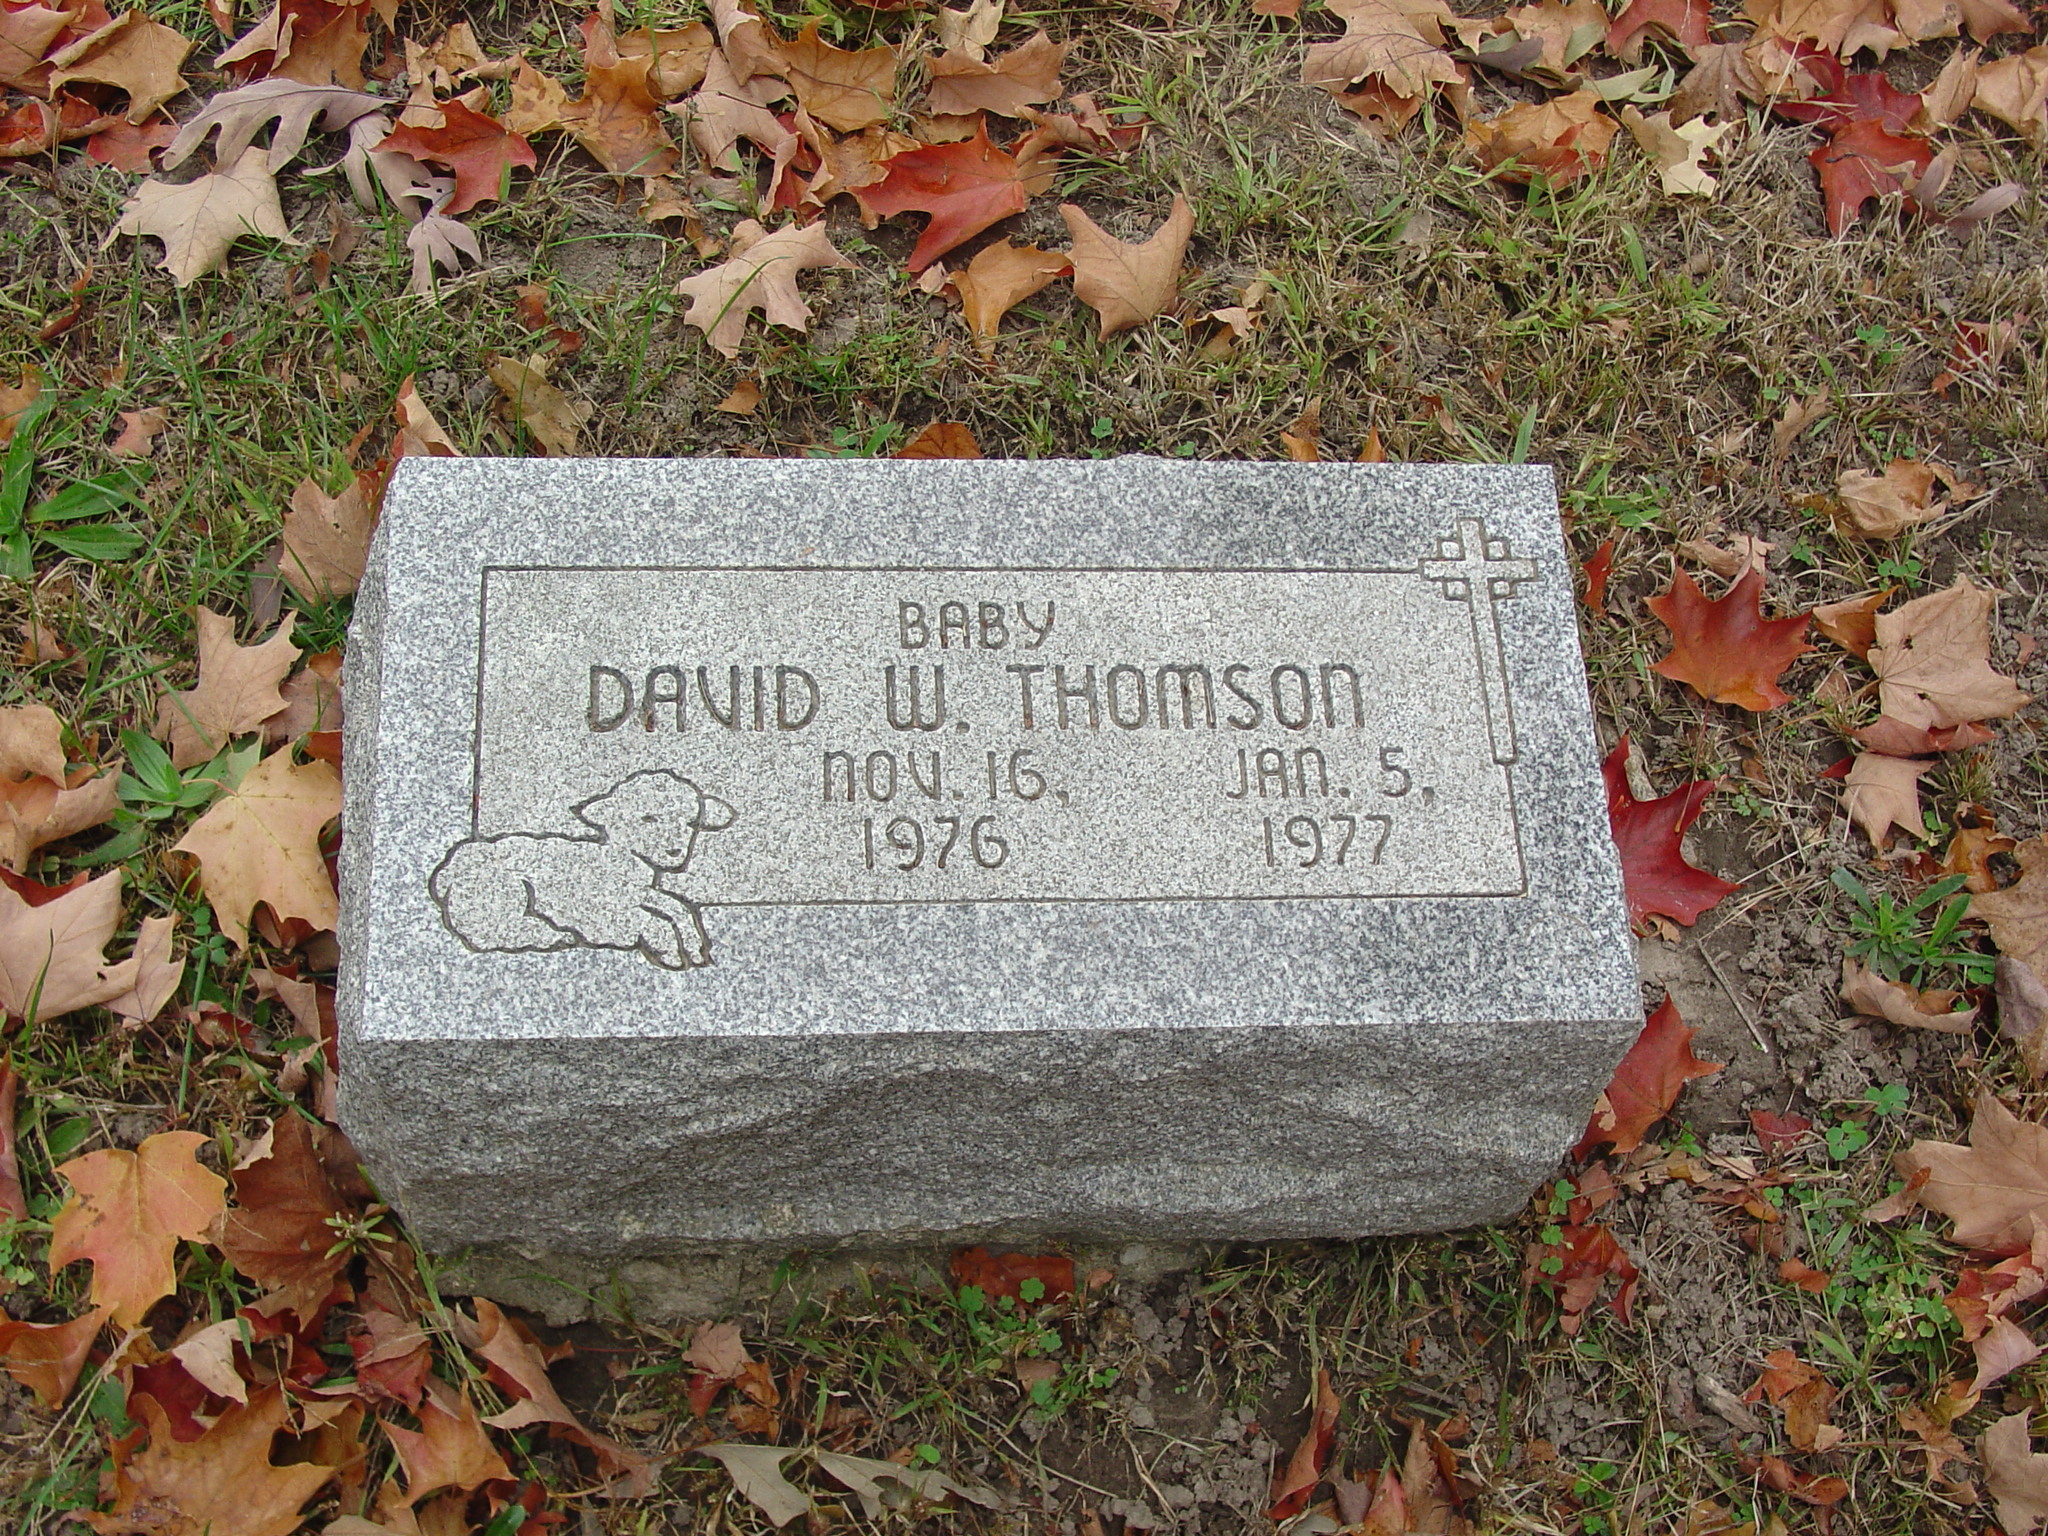 BABY
DAVID W. THOMSON
NOV. 16, JAN. 5,
1976 1977